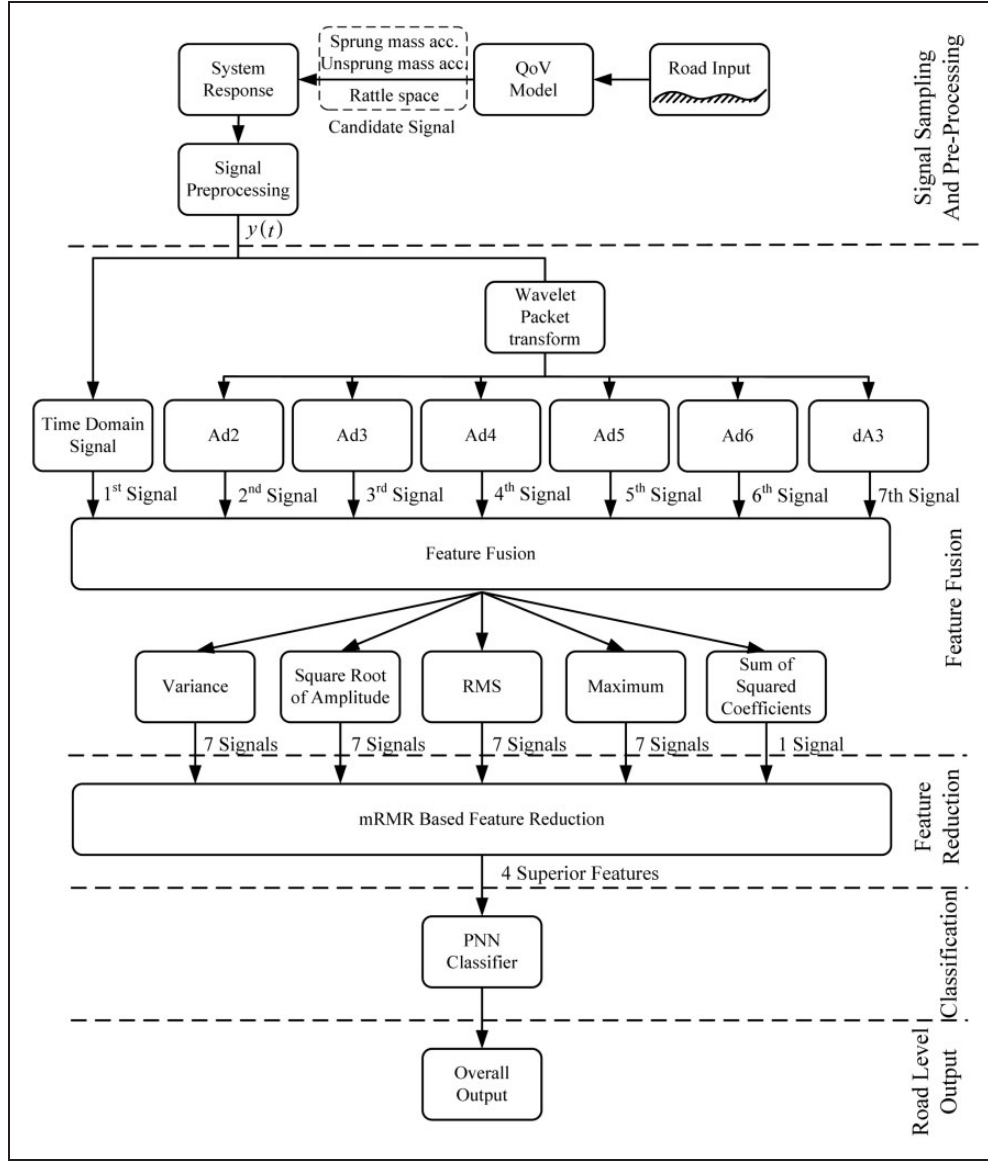 Sprung mass acc.
Unsprung mass acc.
Rattle space
Candidate Signal
System
Response
QoV
Model
Road Input
Signal
Preprocessing
y(t)
Signal Sampling
And Pre-Processing
Wavelet
Packet
transform
Time Domain
Signal
Ad2
Ad3
Ad4
Ad5
Ad6
dA3
1st Signal
2nd Signal
3rd Signal
4th Signal
5th Signal
6th Signal
7th Signal
Feature Fusion
Feature Fusion
Variance
Square Root
of Amplitude
RMS
Maximum
Sum of
Squared
Coefficients
7 Signals
7 Signals
7 Signals
7 Signals
1 Signal
mRMR Based Feature Reduction
Feature
Reduction
4 Superior Features
PNN
Classifier
Classification
Overall
Output
Road Level
Output